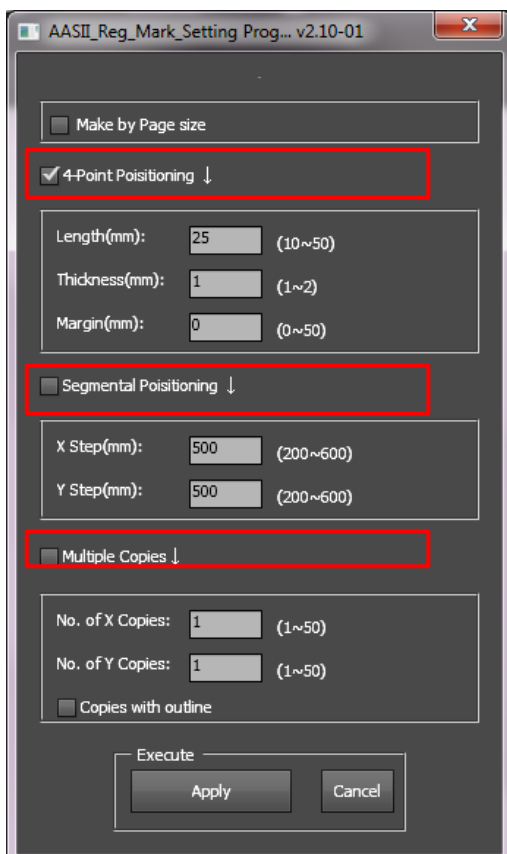 AASII_Reg_Mark_Setting Prog... v2.10-01
Make by Page size
4-Point Poisitioning ↓
Length(mm): 25 (10~50)
Thickness(mm): 1 (1~2)
Margin(mm): 0 (0~50)
Segmental Poisitioning ↓
X Step(mm): 500 (200~600)
Y Step(mm): 500 (200~600)
Multiple Copies ↓
No. of X Copies: 1 (1~50)
No. of Y Copies: 1 (1~50)
Copies with outline
Execute
Apply Cancel